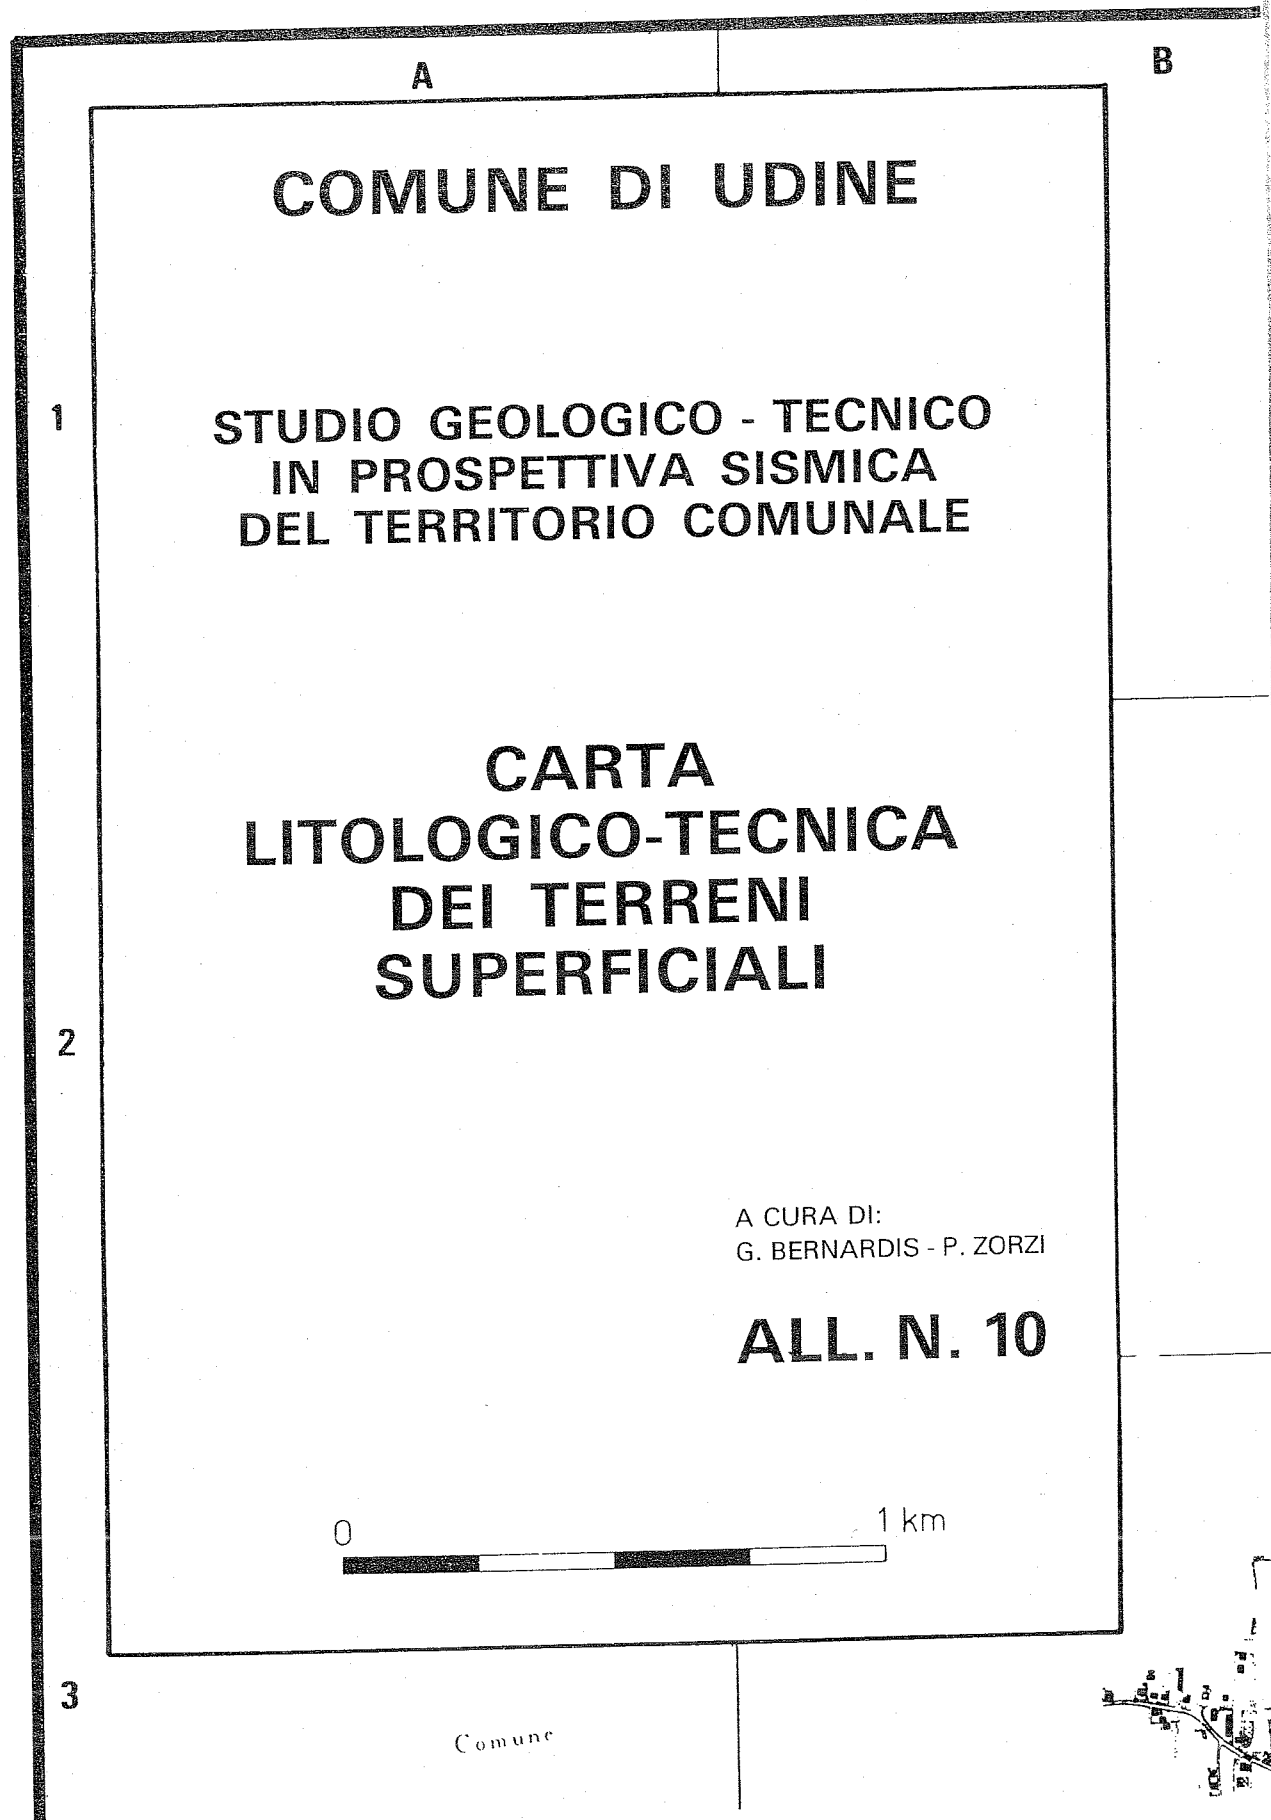 A
B
COMUNE DI UDINE
1
STUDIO GEOLOGICO - TECNICO
IN PROSPETTIVA SISMICA
DEL TERRITORIO COMUNALE
CARTA
LITOLOGICO-TECNICA
DEI TERRENI
SUPERFICIALI
2
A CURA DI:
G. BERNARDIS - P. ZORZI
ALL. N. 10
0 1 km
3
Comune